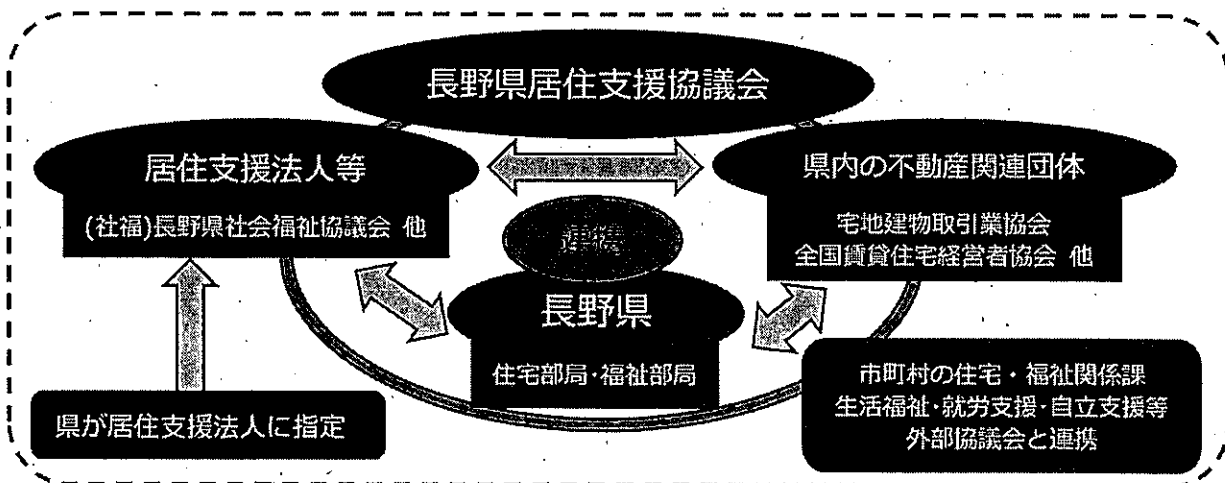 長野県居住支援協議会
居住支援法人等
(社福)長野県社会福祉協議会 他
県内の不動産関連団体
宅地建物取引業協会
全国賃貸住宅経営者協会 他
連携
長野県
住宅部局・福祉部局
県が居住支援法人に指定
市町村の住宅・福祉関係課
生活福祉・就労支援・自立支援等
外部協議会と連携